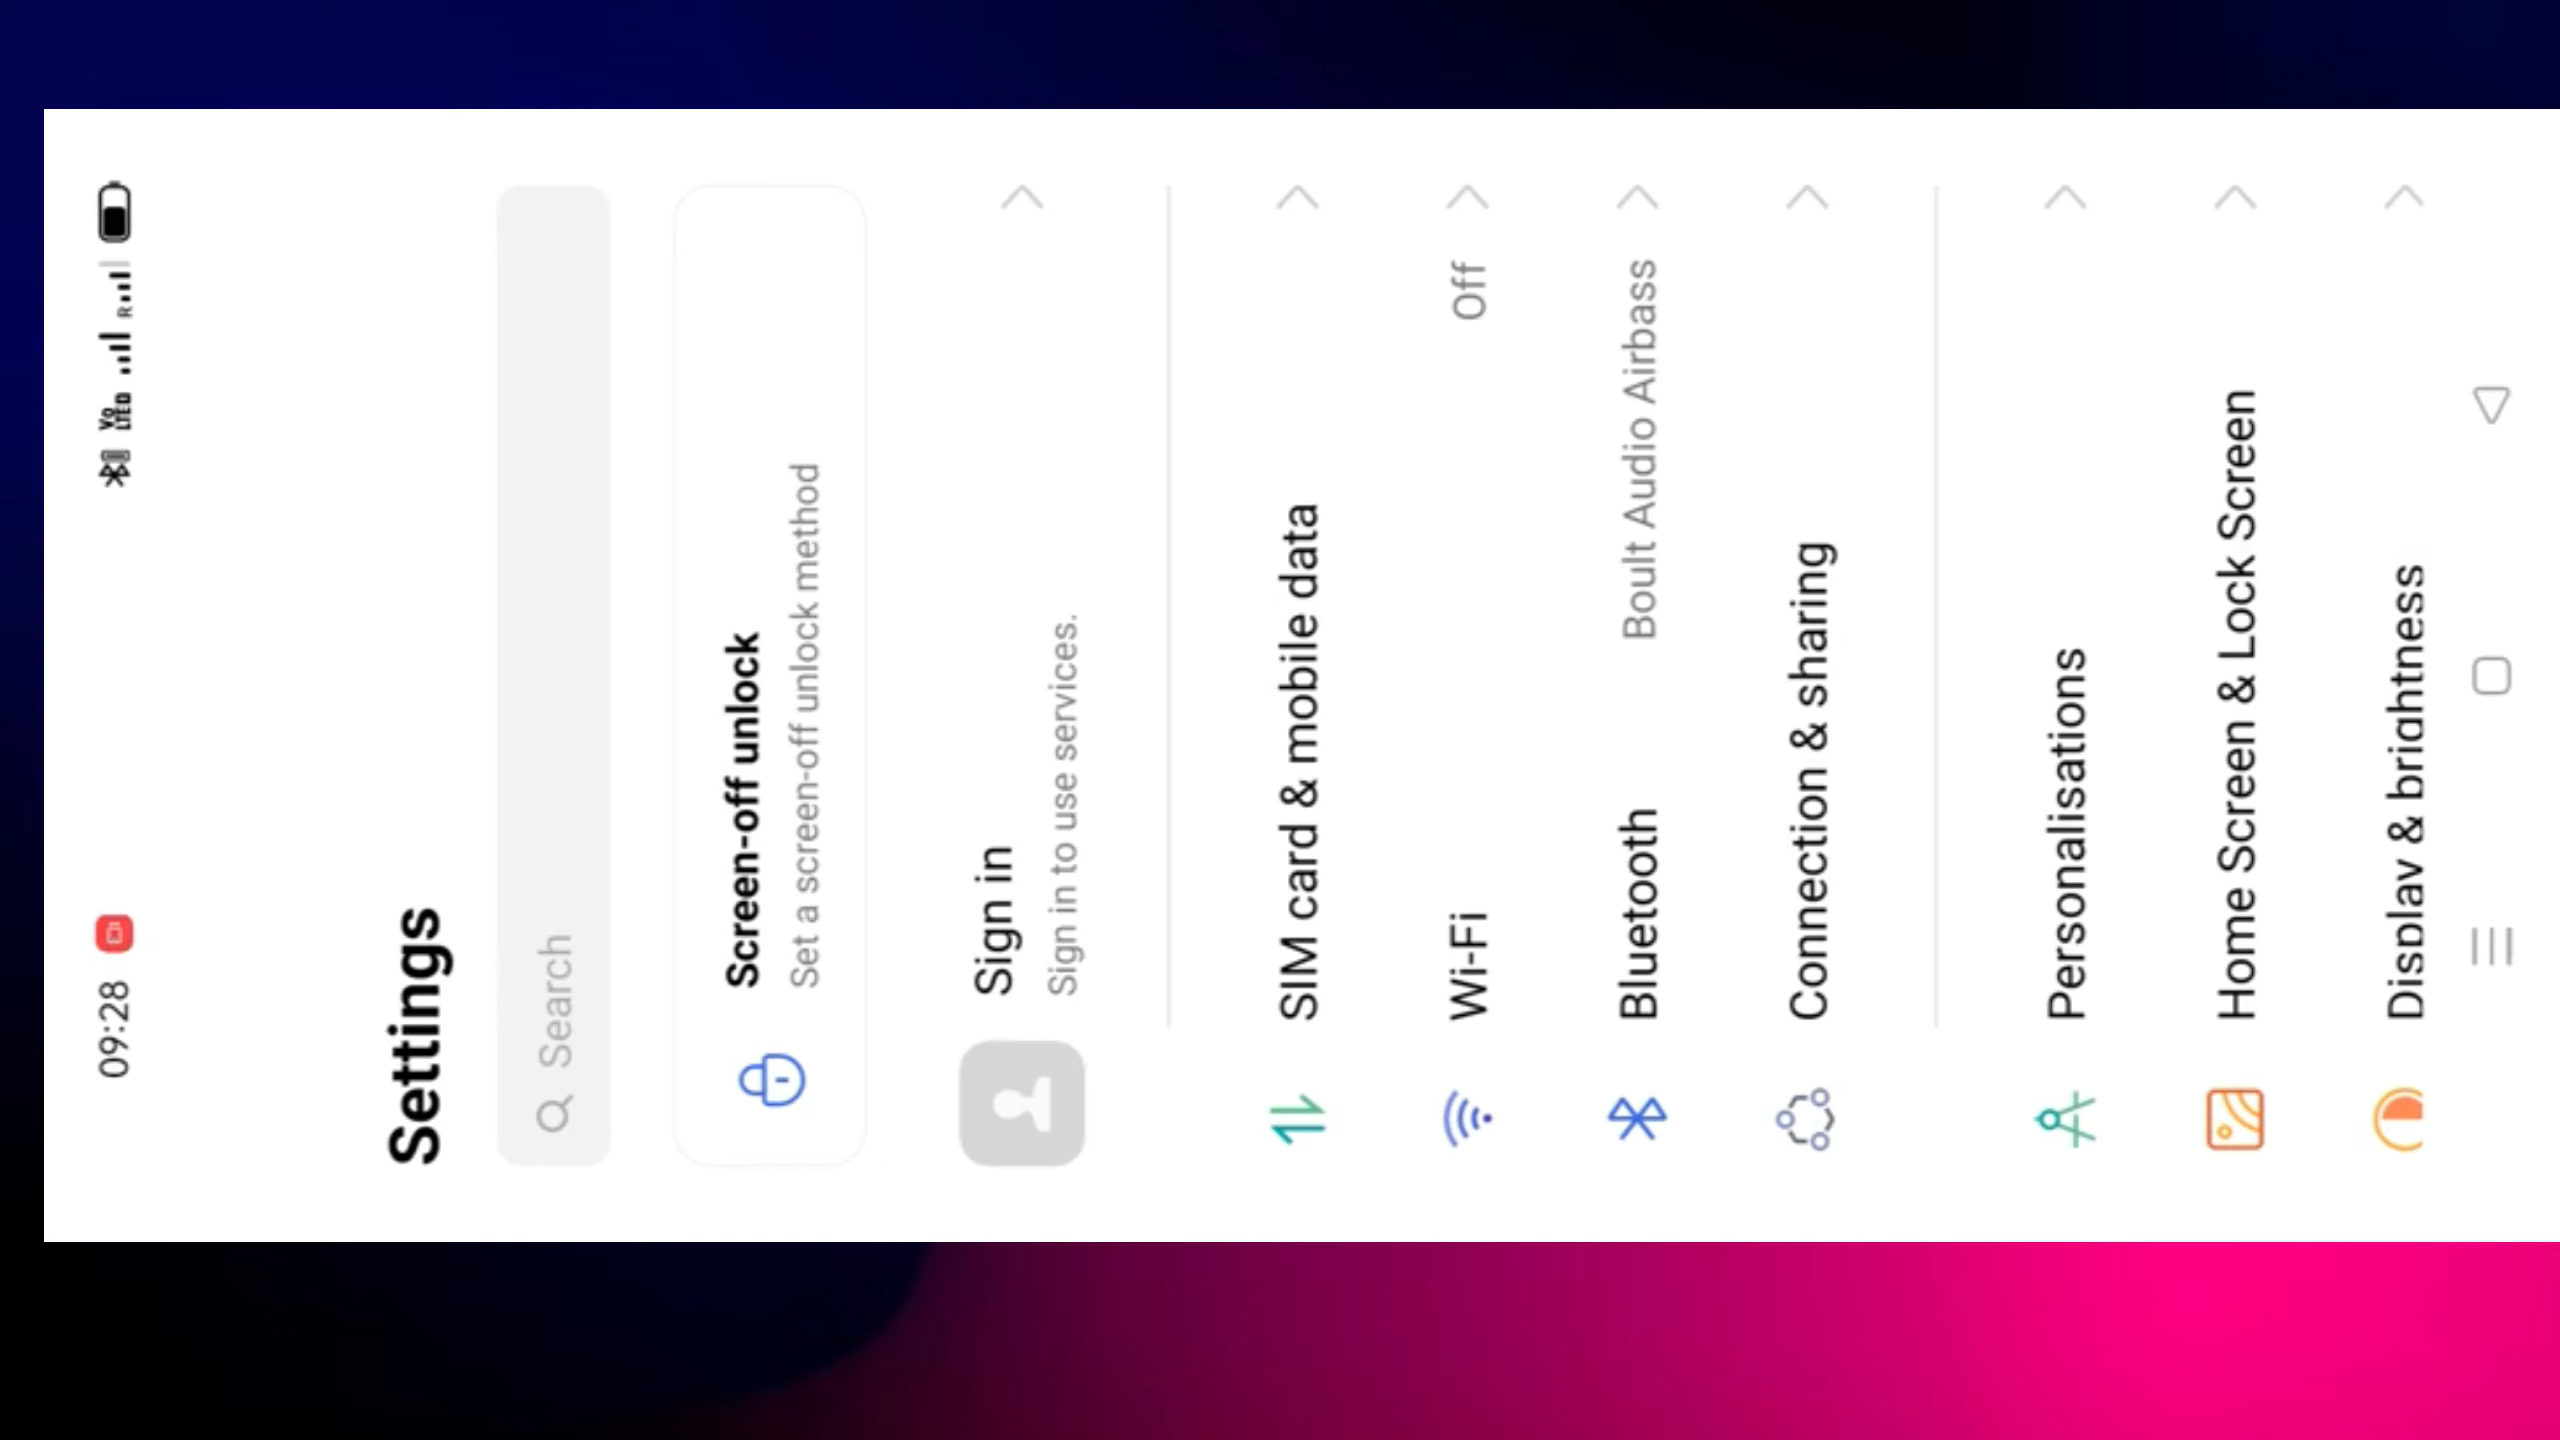 09:28
Vo
LTED
R
Settings
Search
Screen-off unlock
Set a screen-off unlock method
Sign in
Sign in to use services.
SIM card & mobile data
Wi-Fi Off
Bluetooth Boult Audio Airbass
Connection & sharing
Personalisations
Home Screen & Lock Screen
Display & brightness